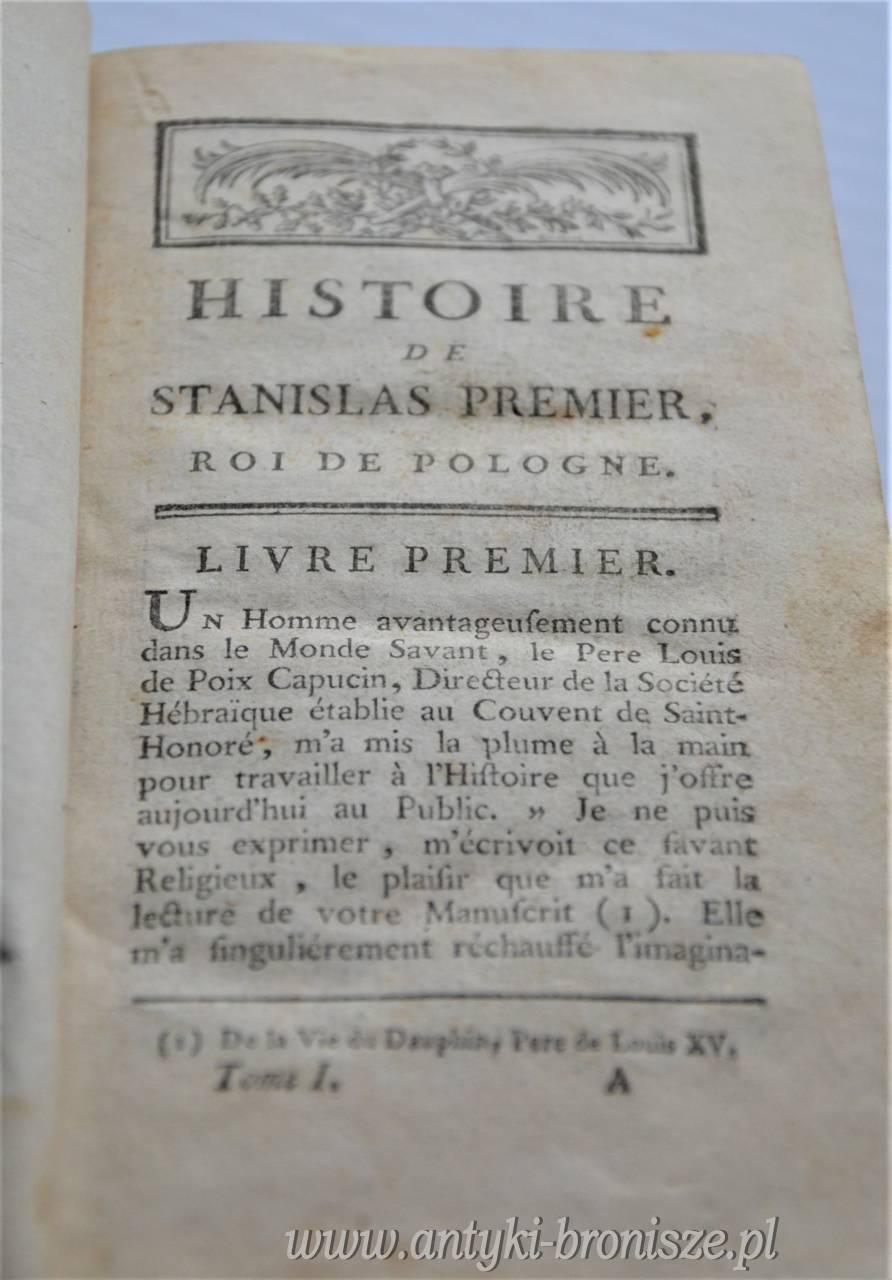 HISTOIRE
DE
STANISLAS PREMIER,
ROI DE POLOGNE.
LIVRE PREMIER.
UN Homme avantageuſement connu
dans le Monde Savant, le Pere Louis
de Poix Capucin, Directeur de la Société
Hébraïque établie au Couvent de Saint-
Honoré, m'a mis la plume à la main
pour travailler à l'Hiſtoire que j'offre
aujourd'hui au Public. » Je ne puis
vous exprimer, m'écrivoit ce ſavant
Religieux, le plaiſir que m'a fait la
lecture de votre Manuſcrit (1). Elle
m'a ſinguliérement réchauffé l'imagina-
(1) De la Vie du Dauphin, Pere de Louis XV.
Tome I. A
www.antyki-bronisze.pl